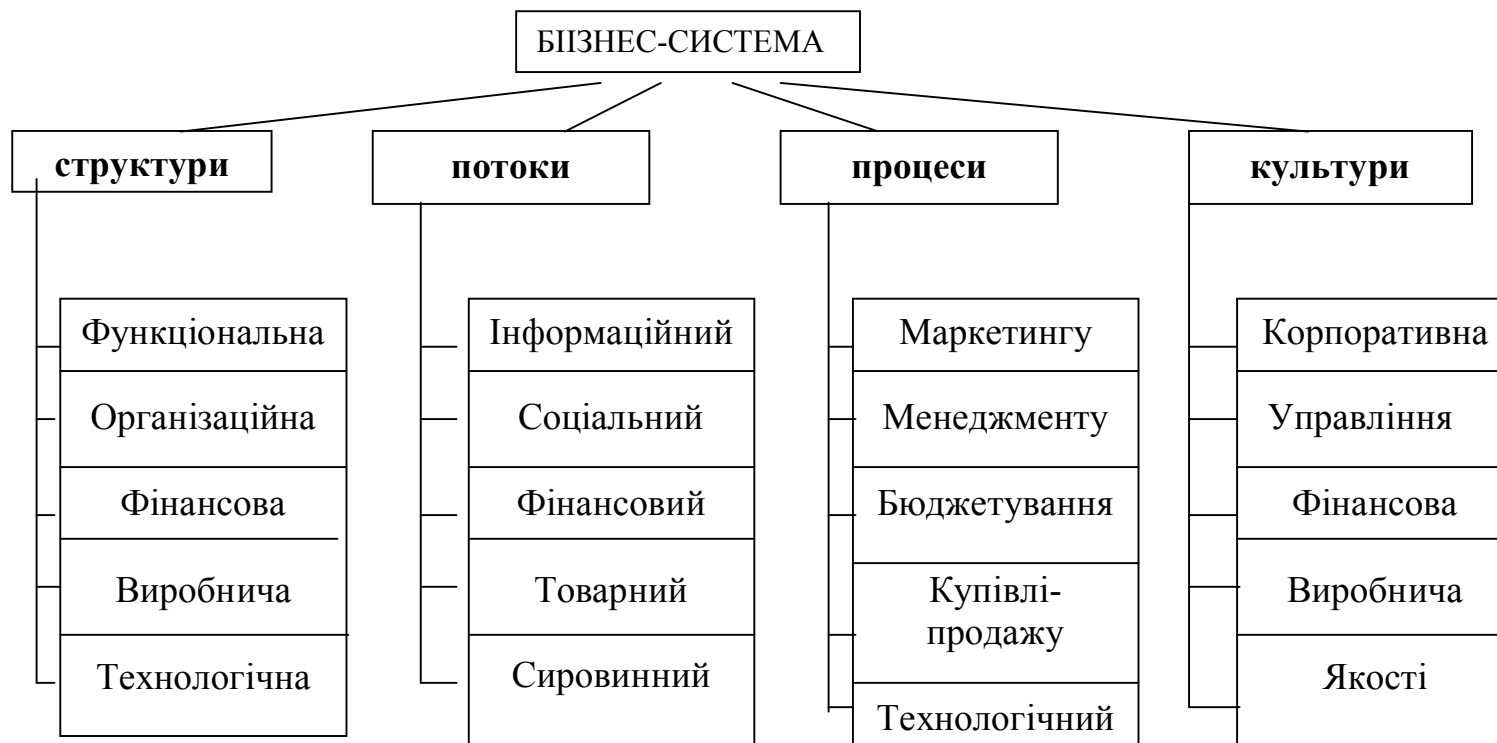 БІІЗНЕС-СИСТЕМА
структури
потоки
процеси
культури
Функціональна
Організаційна
Фінансова
Виробнича
Технологічна
Інформаційний
Соціальний
Фінансовий
Товарний
Сировинний
Маркетингу
Менеджменту
Бюджетування
Купівлі-
продажу
Технологічний
Корпоративна
Управління
Фінансова
Виробнича
Якості